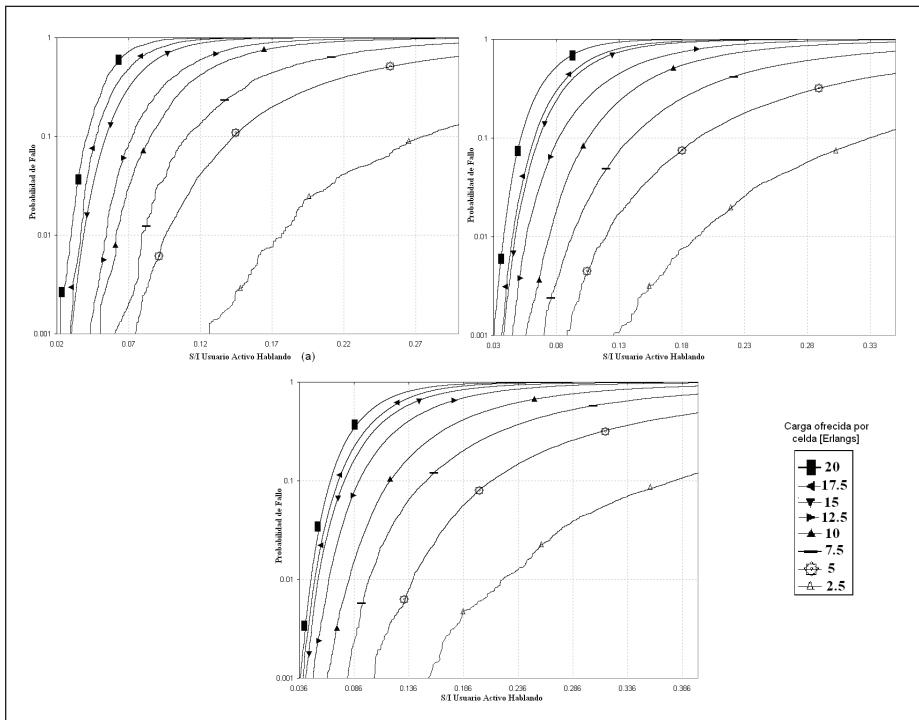 1
0.1
0.01
0.001
Probabilidad de Fallo
0.02 0.07 0.12 0.17 0.22 0.27
S/I Usuario Activo Hablando (a)
1
0.1
0.01
0.001
Probabilidad de Fallo
0.03 0.08 0.13 0.18 0.23 0.28 0.33
S/I Usuario Activo Hablando
1
0.1
0.01
0.001
Probabilidad de Fallo
0.036 0.086 0.136 0.186 0.236 0.286 0.336 0.386
S/I Usuario Activo Hablando
Carga ofrecida por
celda [Erlangs]
20
17.5
15
12.5
10
7.5
5
2.5